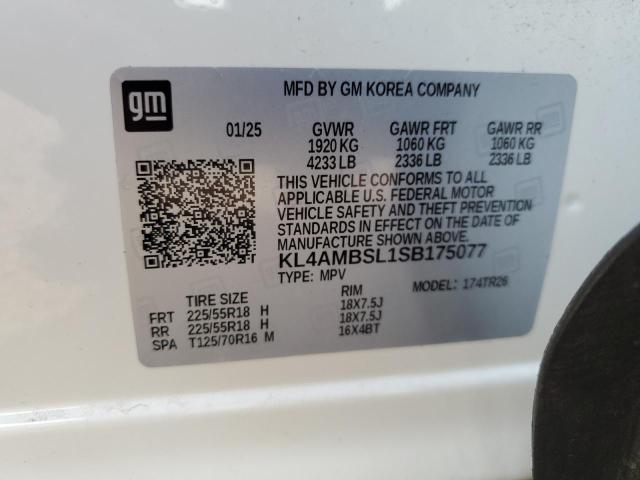 gm
MFD BY GM KOREA COMPANY
01/25 GVWR GAWR FRT GAWR RR
1920 KG 1060 KG 1060 KG
4233 LB 2336 LB 2336 LB
THIS VEHICLE CONFORMS TO ALL
APPLICABLE U.S. FEDERAL MOTOR
VEHICLE SAFETY AND THEFT PREVENTION
STANDARDS IN EFFECT ON THE DATE OF
MANUFACTURE SHOWN ABOVE.
KL4AMBSL1SB175077
TYPE: MPV MODEL: 174TR26
TIRE SIZE RIM
FRT 225/55R18 H 18X7.5J
RR 225/55R18 H 18X7.5J
SPA T125/70R16 M 16X4BT